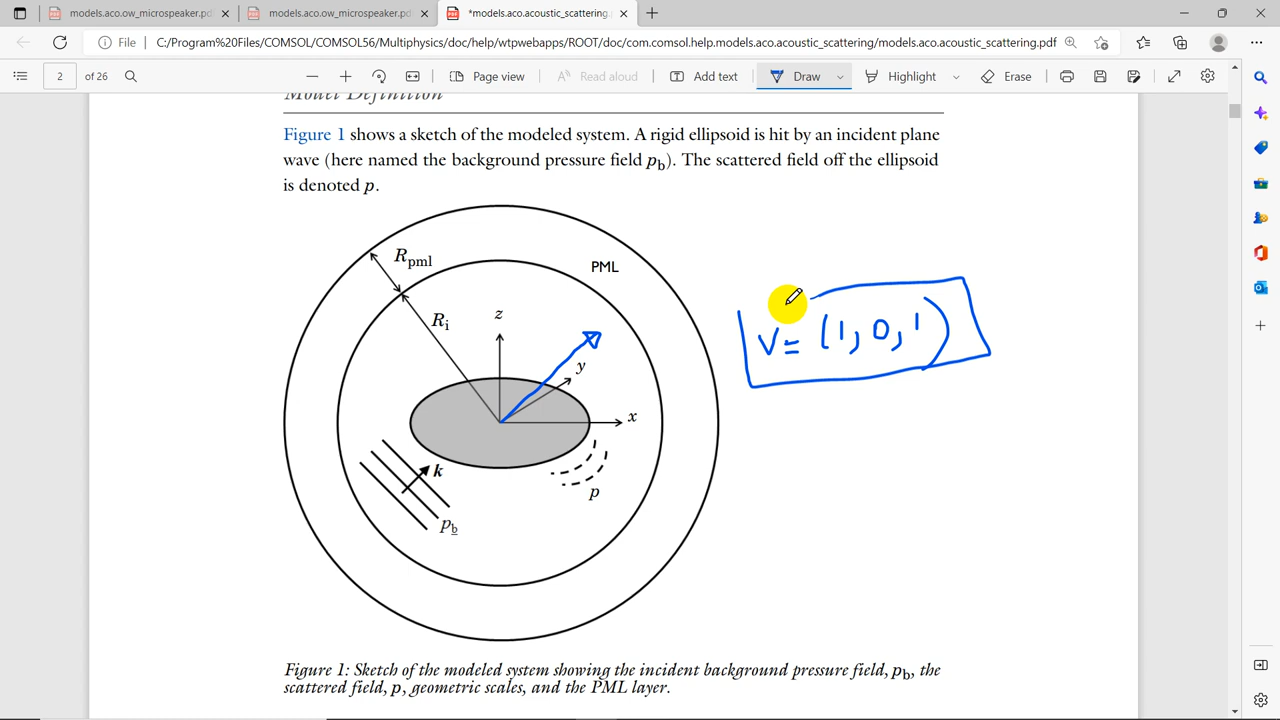 models.aco.ow_microspeaker.pd
models.aco.ow_microspeaker.pd
*models.aco.acoustic_scattering.
File
C:/Program%20Files/COMSOL/COMSOL56/Multiphysics/doc/help/wtpwebapps/ROOT/doc/com.comsol.help.models.aco.acoustic_scattering/models.aco.acoustic_scattering.pdf
2 of 26
Page view
Read aloud
Add text
Draw
Highlight
Erase
Model Definition
Figure 1 shows a sketch of the modeled system. A rigid ellipsoid is hit by an incident plane
wave (here named the background pressure field pb). The scattered field off the ellipsoid
is denoted p.
Rpml
PML
Ri
z
y
x
k
p
pb
V= (1, 0, 1)
Figure 1: Sketch of the modeled system showing the incident background pressure field, pb, the
scattered field, p, geometric scales, and the PML layer.